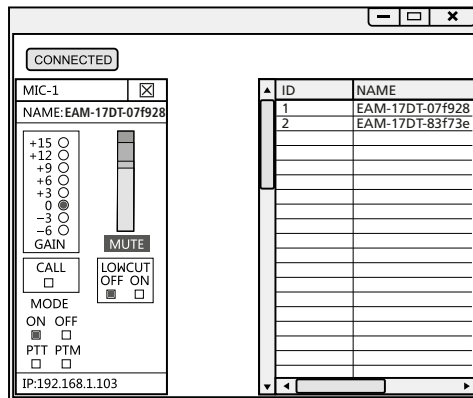 CONNECTED
MIC-1
NAME:EAM-17DT-07f928
+15
+12
+9
+6
+3
0
−3
−6
GAIN
MUTE
CALL
LOWCUT
OFF ON
MODE
ON OFF
PTT PTM
IP:192.168.1.103
ID NAME
1 EAM-17DT-07f928
2 EAM-17DT-83f73e